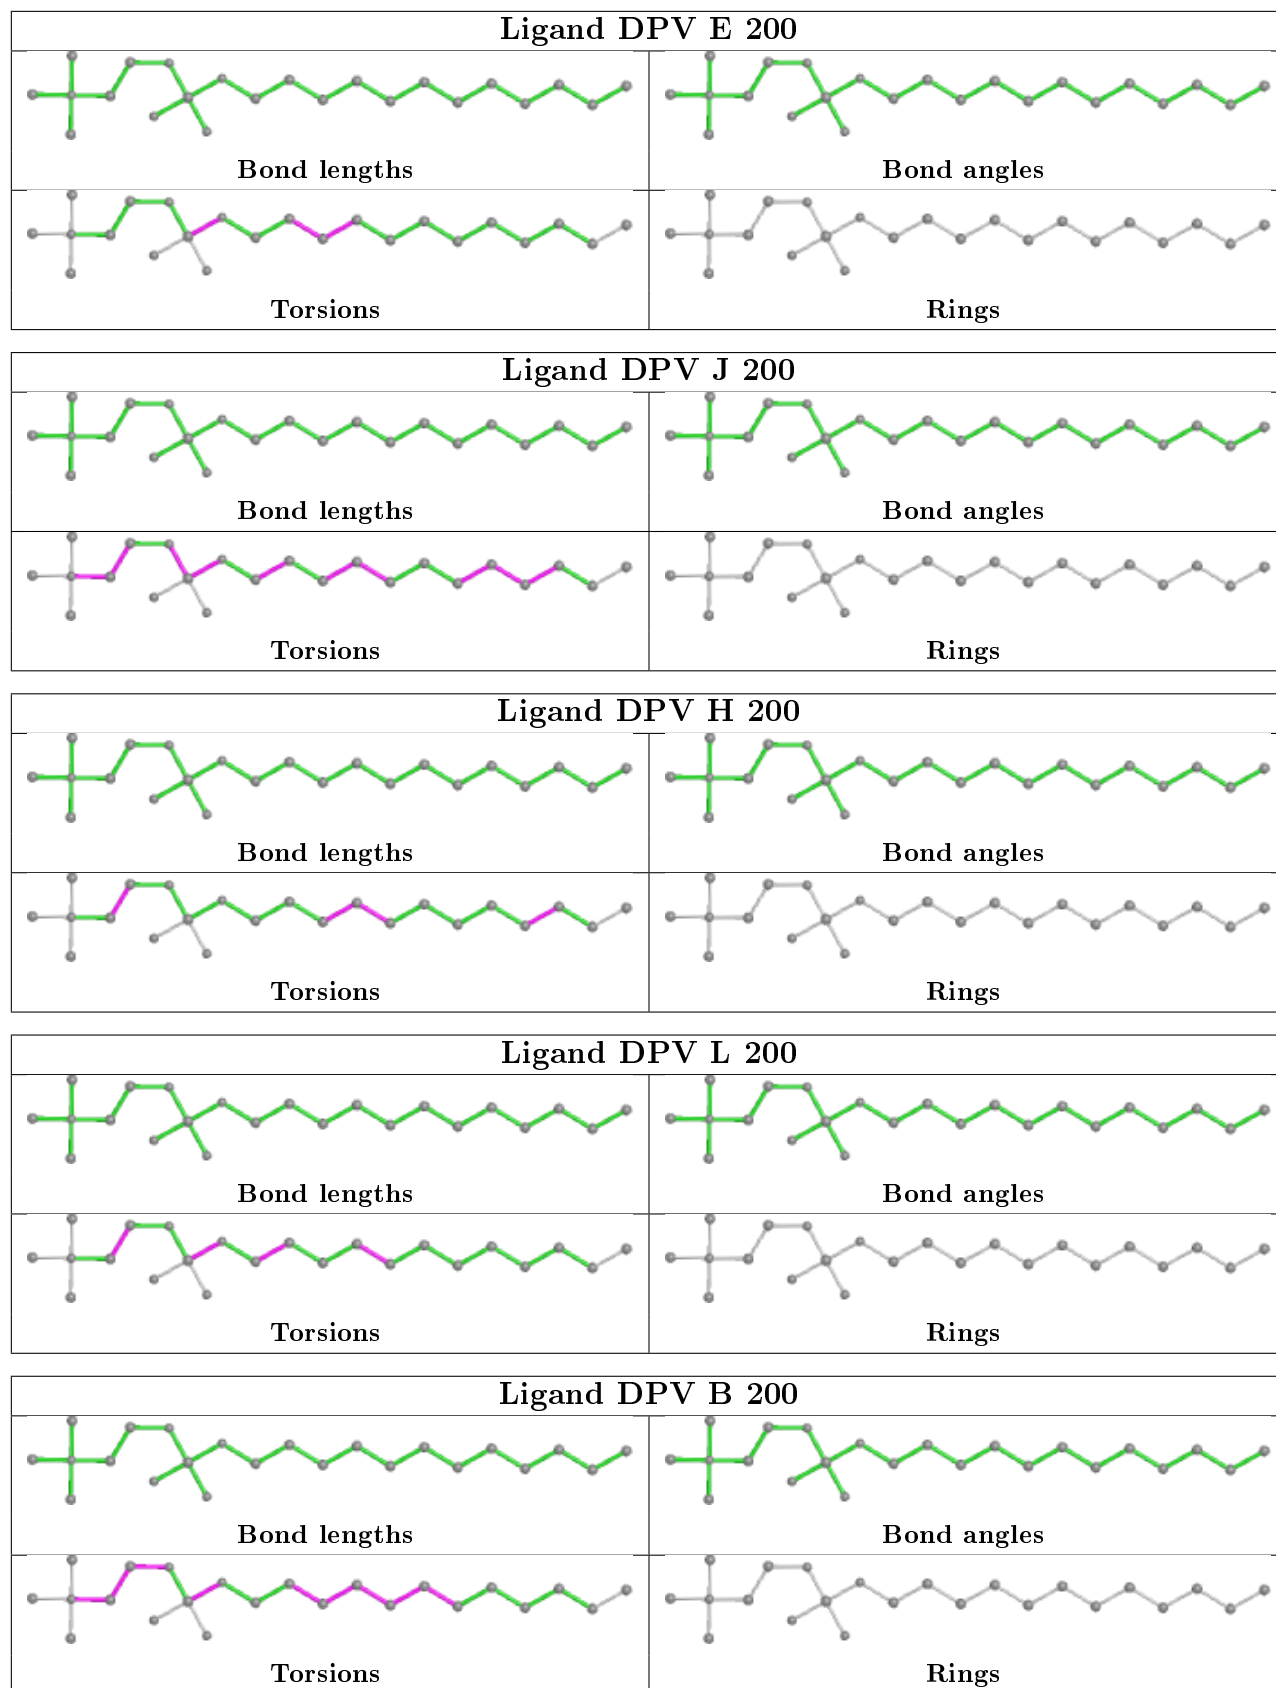 Ligand DPV E 200
Bond lengths
Bond angles
Torsions
Rings
Ligand DPV J 200
Bond lengths
Bond angles
Torsions
Rings
Ligand DPV H 200
Bond lengths
Bond angles
Torsions
Rings
Ligand DPV L 200
Bond lengths
Bond angles
Torsions
Rings
Ligand DPV B 200
Bond lengths
Bond angles
Torsions
Rings